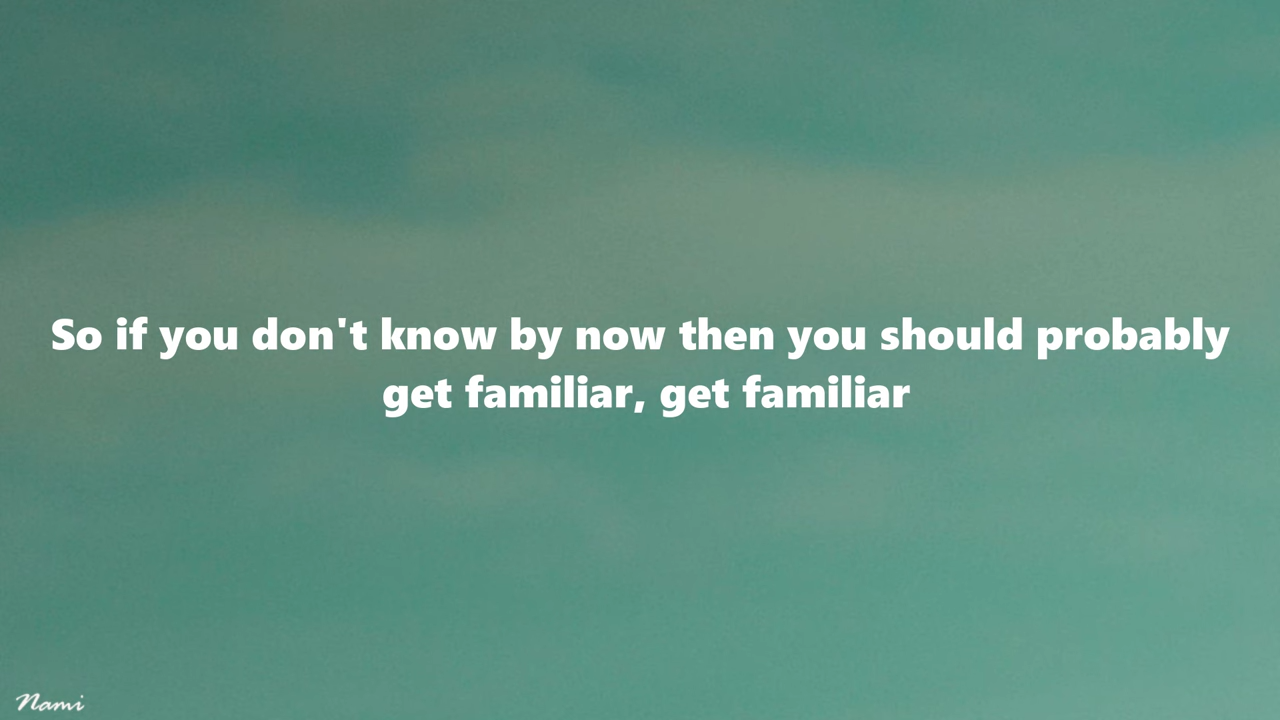 So if you don't know by now then you should probably
get familiar, get familiar
Nami